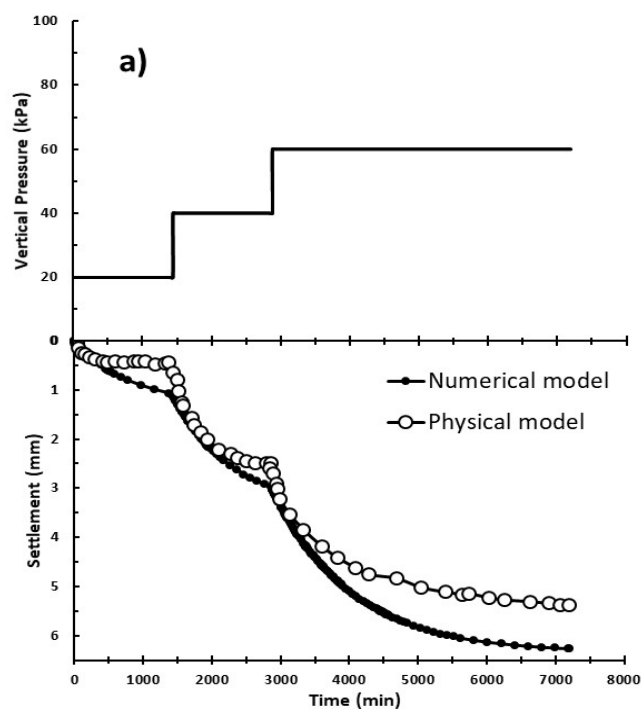 a)
Vertical Pressure (kPa)
100
80
60
40
20
0
0
1
2
3
4
5
6
Settlement (mm)
Numerical model
Physical model
0 1000 2000 3000 4000 5000 6000 7000 8000
Time (min)